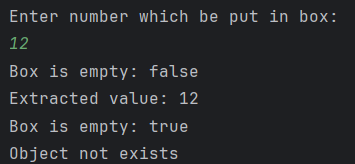 Enter number which be put in box:
12
Box is empty: false
Extracted value: 12
Box is empty: true
Object not exists